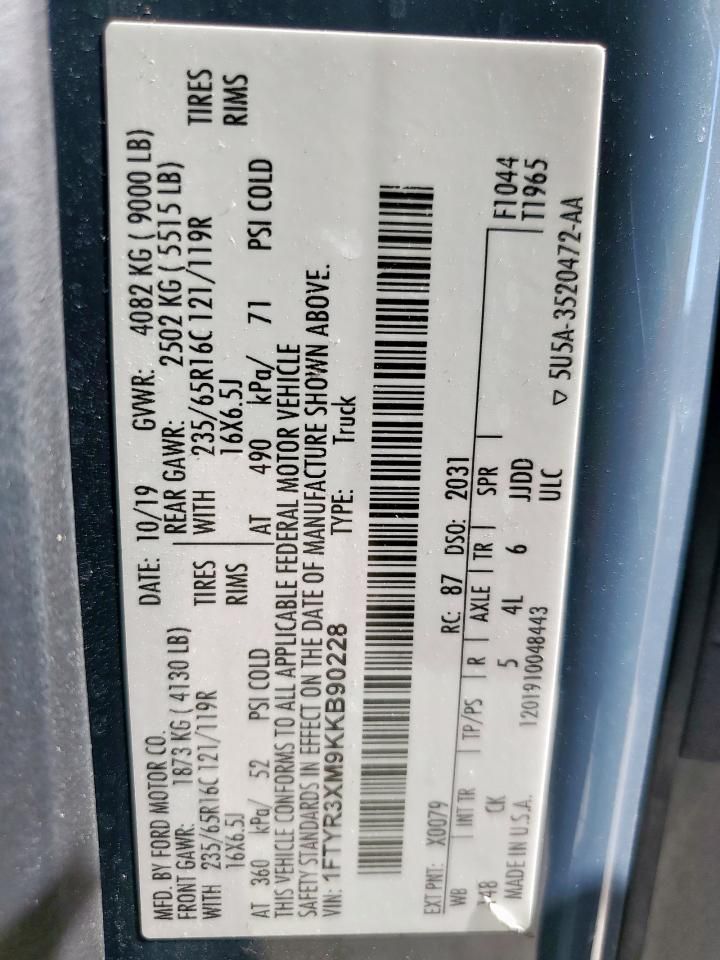 MFD. BY FORD MOTOR CO. DATE: 10/19 GVWR: 4082 KG ( 9000 LB)
FRONT GAWR: 1873 KG ( 4130 LB) REAR GAWR: 2502 KG ( 5515 LB)
WITH 235/65R16C 121/119R TIRES WITH 235/65R16C 121/119R TIRES
16X6.5J RIMS 16X6.5J RIMS
AT 360 kPa/ 52 PSI COLD AT 490 kPa/ 71 PSI COLD
THIS VEHICLE CONFORMS TO ALL APPLICABLE FEDERAL MOTOR VEHICLE
SAFETY STANDARDS IN EFFECT ON THE DATE OF MANUFACTURE SHOWN ABOVE.
VIN: 1FTYR3XM9KKB90228 TYPE: Truck
EXT PNT: X0079 RC: 87 DSO: 2031
WB INT TR TP/PS R AXLE TR SPR F1044
48 CK 5 4L 6 JJDD T1965
MADE IN U.S.A. 1201910048443 ULC ▽ 5U5A-3520472-AA